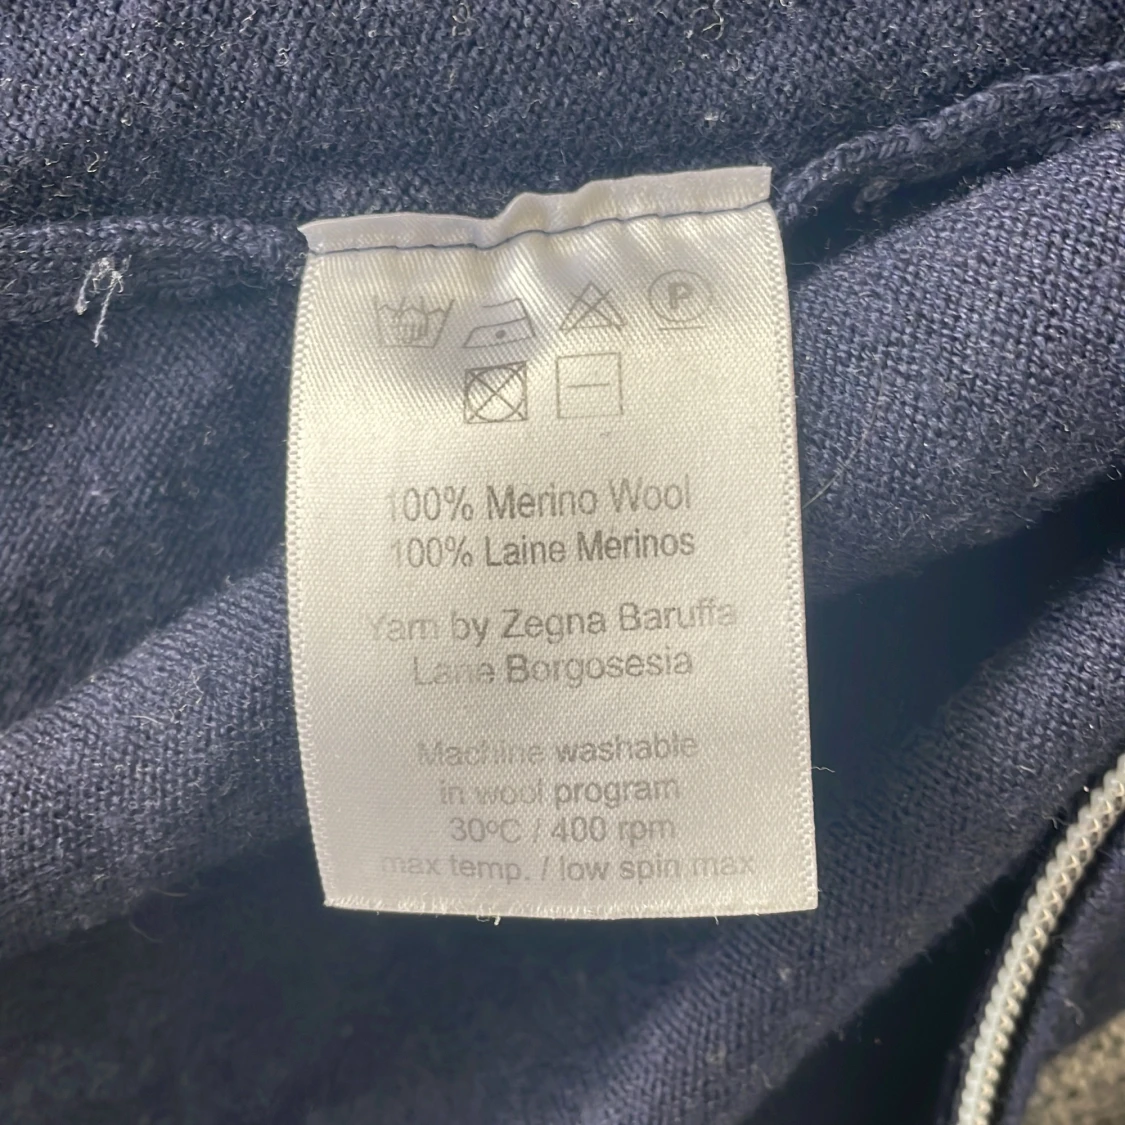 P
100% Merino Wool
100% Laine Merinos
Yarn by Zegna Baruffa
Lane Borgosesia
Machine washable
in wool program
30ºC / 400 rpm
max temp. / low spin max